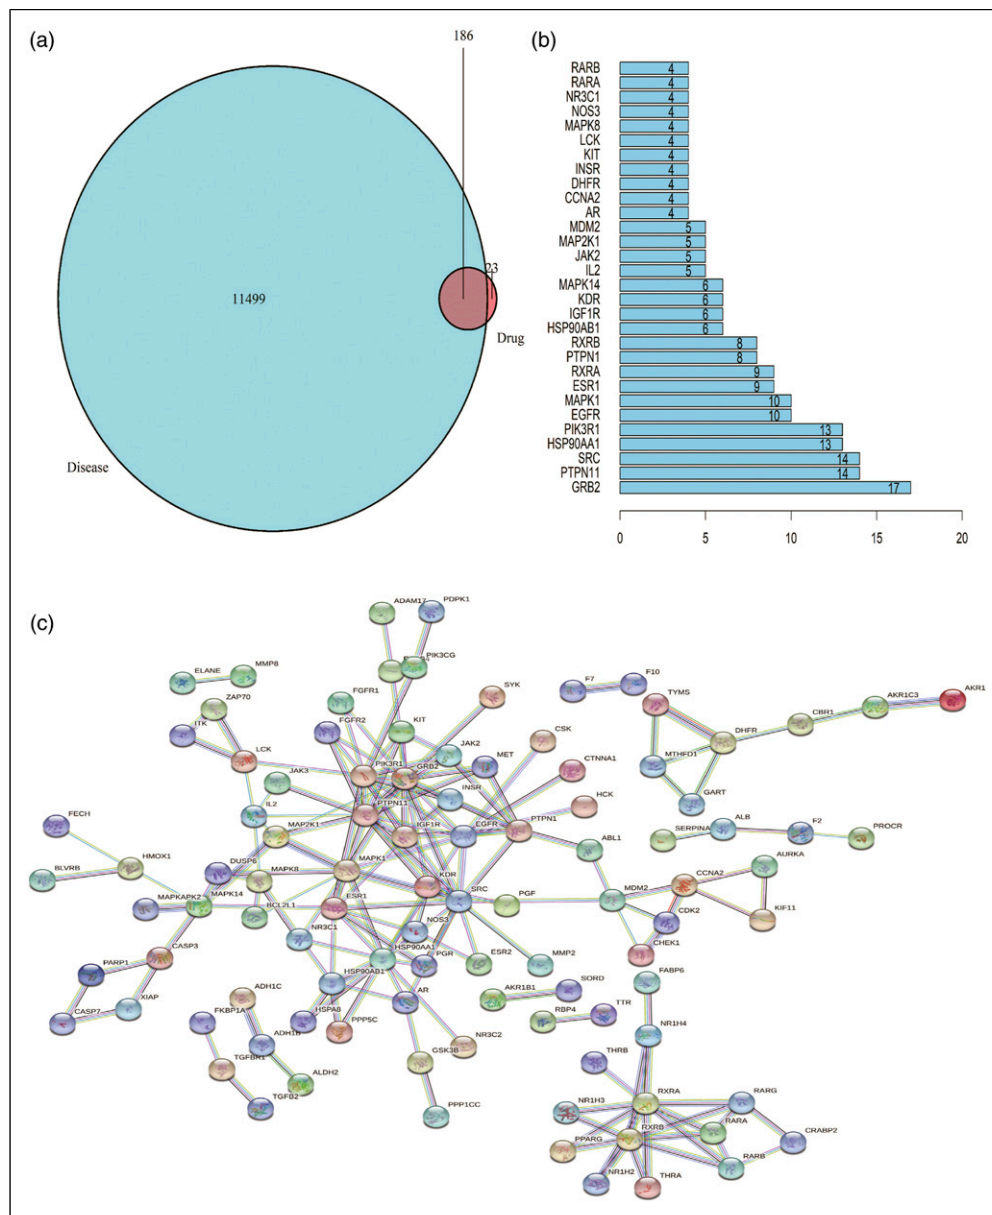 (a)
186
11499
23
Drug
Disease
(b)
RARB 4
RARA 4
NR3C1 4
NOS3 4
MAPK8 4
LCK 4
KIT 4
INSR 4
DHFR 4
CCNA2 4
AR 4
MDM2 5
MAP2K1 5
JAK2 5
IL2 5
MAPK14 6
KDR 6
IGF1R 6
HSP90AB1 6
RXRB 8
PTPN1 8
RXRA 9
ESR1 9
MAPK1 10
EGFR 10
PIK3R1 13
HSP90AA1 13
SRC 14
PTPN11 14
GRB2 17
0 5 10 15 20
(c)
ADAM17
PDPK1
PIK3CG
ELANE
MMP8
ZAP70
ITK
LCK
FGFR1
FGFR2
KIT
SYK
JAK2
MET
CSK
CTNNA1
HCK
PIK3R1
GRB2
JAK3
IL2
PTPN11
INSR
IGF1R
EGFR
PTPN1
ABL1
MAP2K1
FECH
BLVRB
HMOX1
DUSP6
MAPK8
MAPK1
KDR
SRC
MAPKAPK2
MAPK14
BCL2L1
ESR1
PGF
NOS3
NR3C1
HSP90AA1
PGR
ESR2
MMP2
CASP3
PARP1
XIAP
CASP7
HSP90AB1
HSPA8
PPP5C
AR
NR3C2
GSK3B
PPP1CC
ADH1C
FKBP1A
ADH1B
TGFBR1
ALDH2
TGFB2
AKR1B1
SORD
RBP4
TTR
F7
F10
TYMS
MTHFD1
DHFR
GART
CBR1
AKR1C3
AKR1
SERPINA
ALB
F2
PROCR
AURKA
CCNA2
MDM2
CDK2
KIF11
CHEK1
FABP6
NR1H4
THRB
RXRA
RARG
NR1H3
RARA
RXRB
CRABP2
PPARG
RARB
NR1H2
THRA